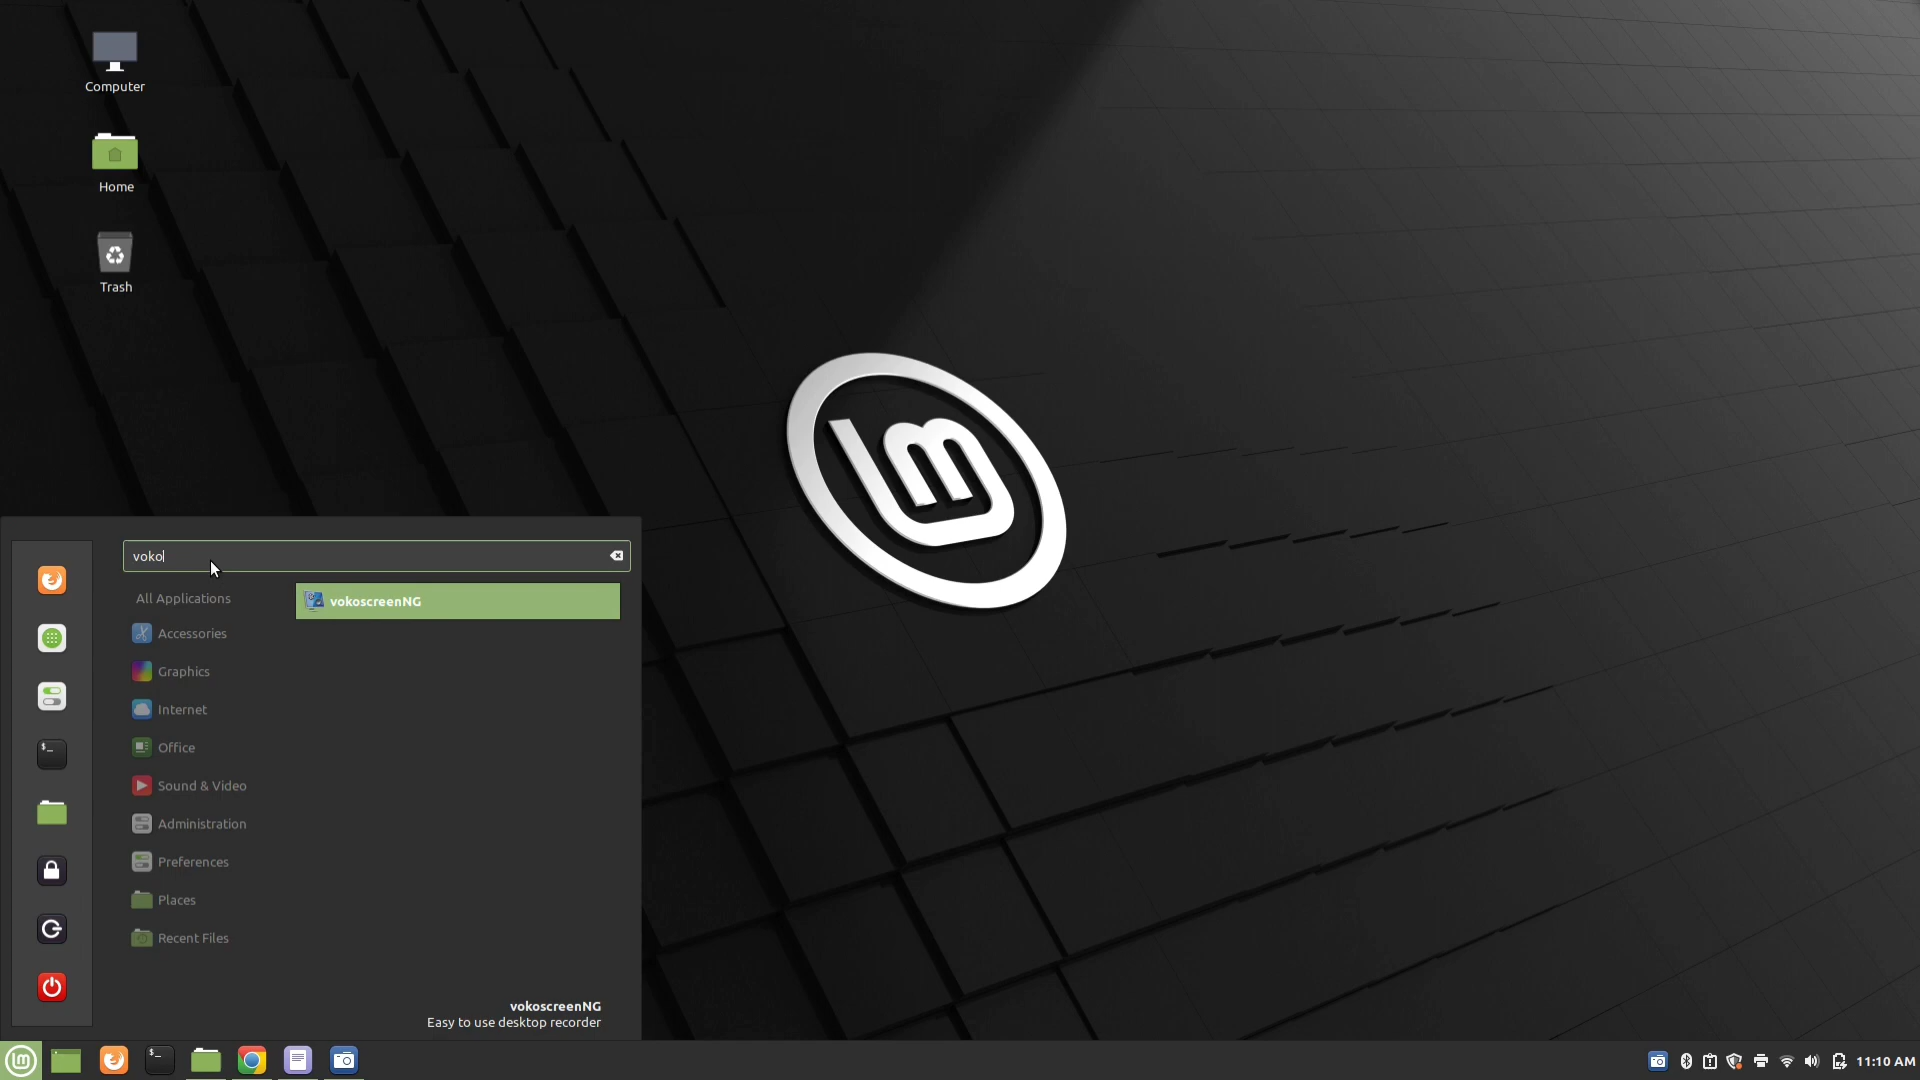 Computer
Home
Trash
voko
All Applications
vokoscreenNG
Accessories
Graphics
Internet
Office
Sound & Video
Administration
Preferences
Places
Recent Files
vokoscreenNG
Easy to use desktop recorder
11:10 AM